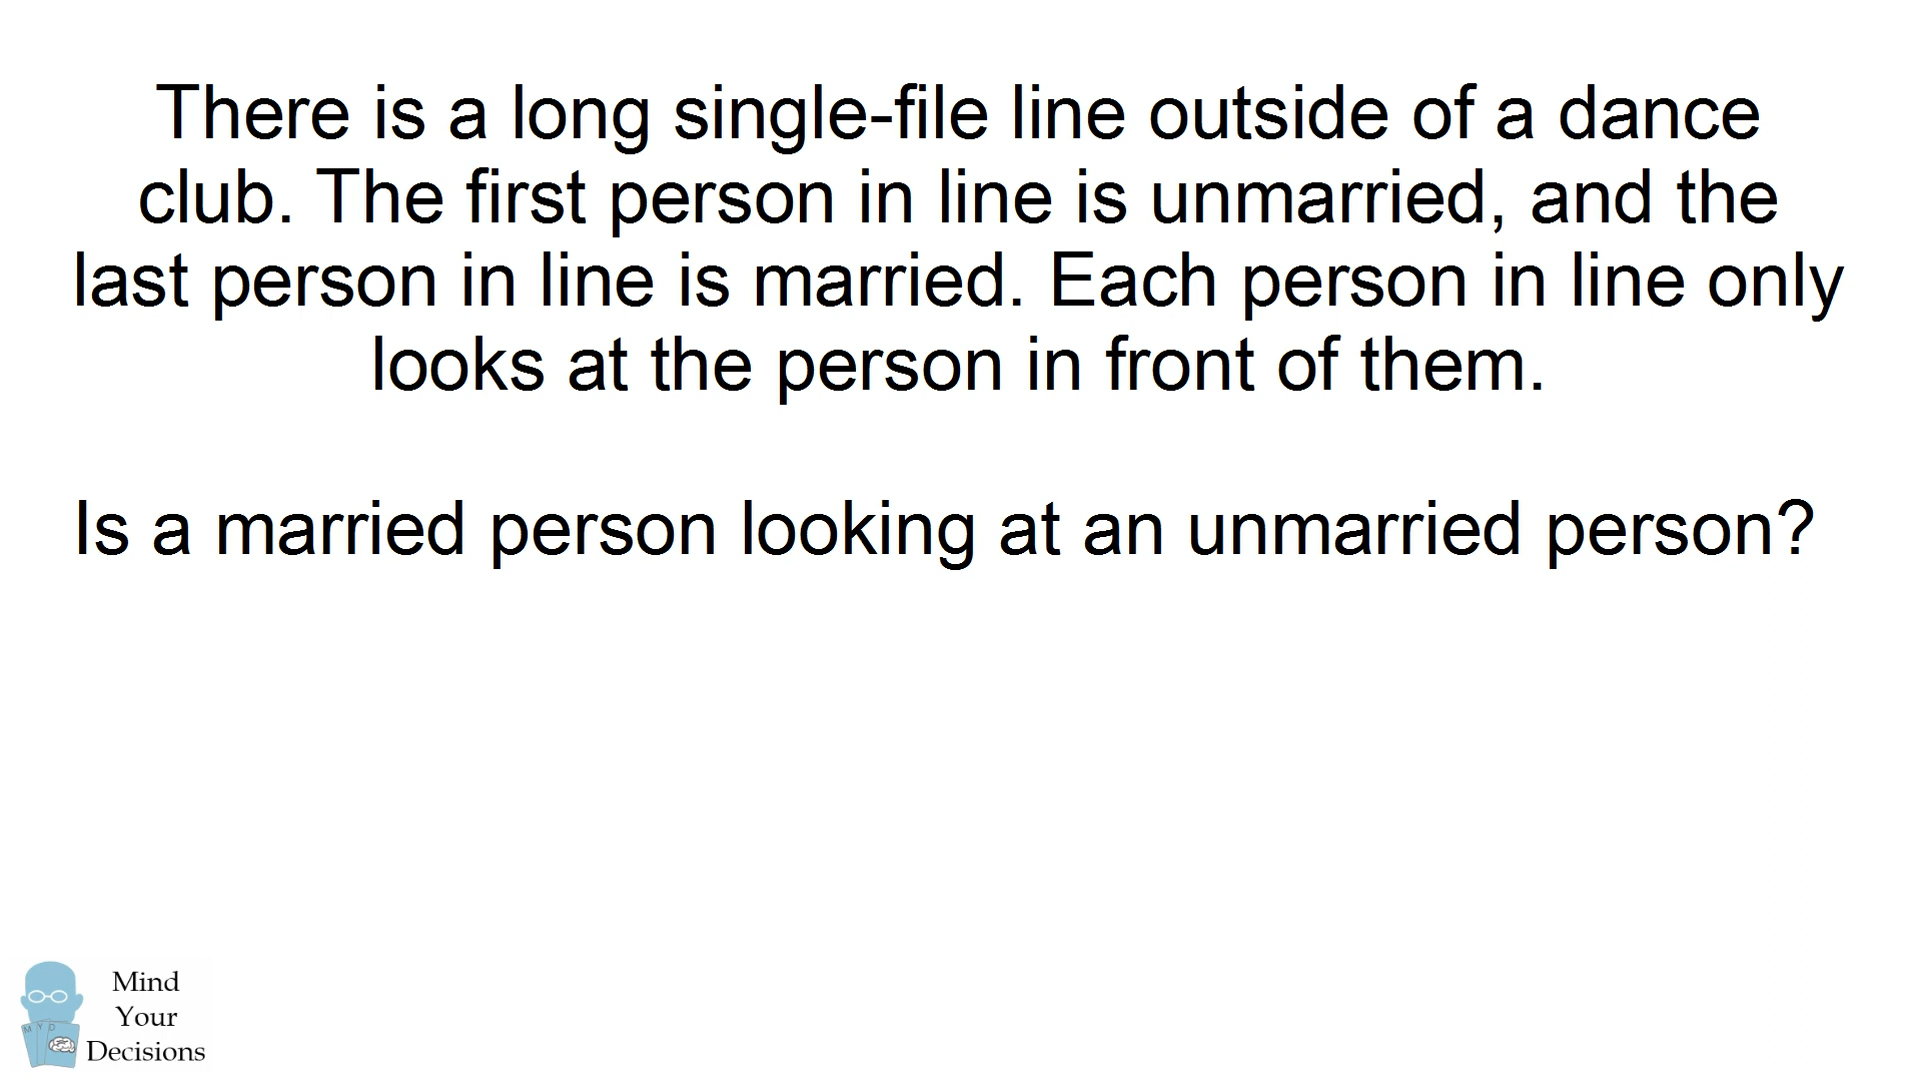 There is a long single-file line outside of a dance
club. The first person in line is unmarried, and the
last person in line is married. Each person in line only
looks at the person in front of them.
Is a married person looking at an unmarried person?
M Y D
Mind
Your
Decisions